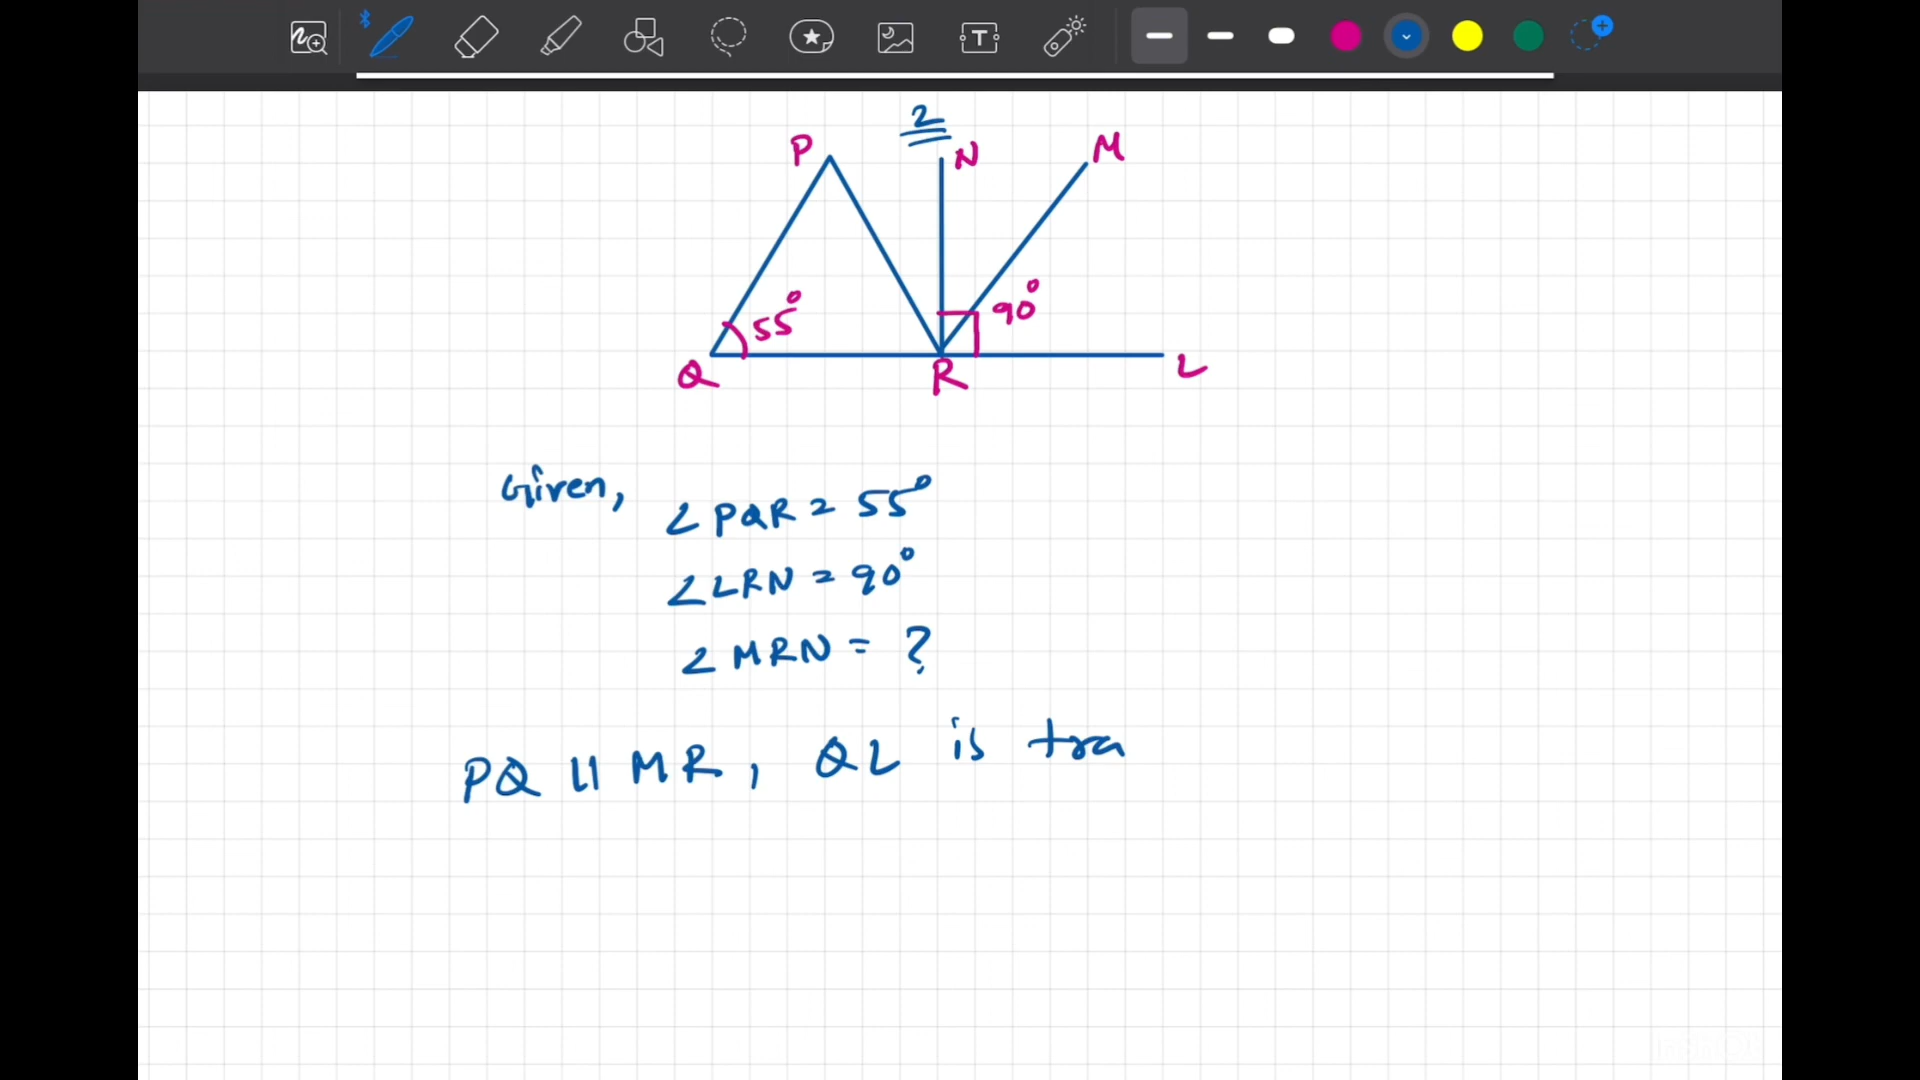 2
P N M
55° 90°
Q R L
Given, ∠PQR = 55°
∠LRN = 90°
∠MRN = ?
PQ || MR, QL is tra